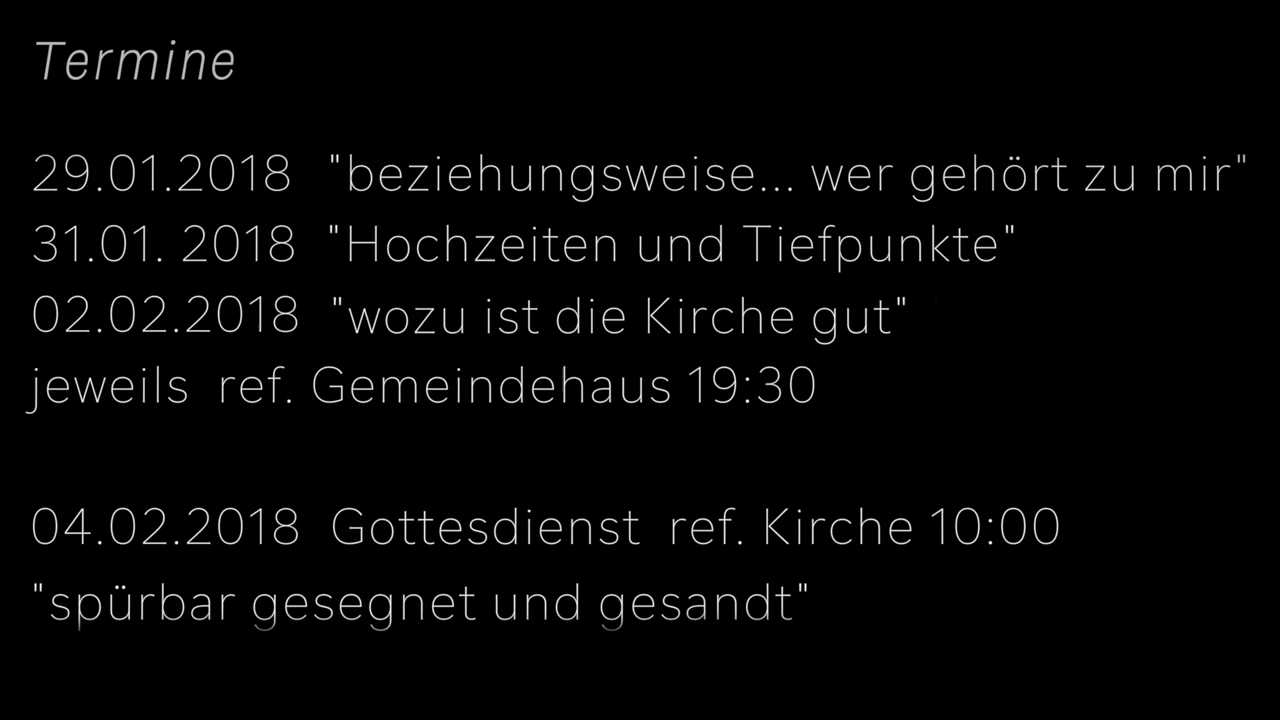 Termine
29.01.2018 "beziehungsweise... wer gehört zu mir"
31.01. 2018 "Hochzeiten und Tiefpunkte"
02.02.2018 "wozu ist die Kirche gut"
jeweils ref. Gemeindehaus 19:30
04.02.2018 Gottesdienst ref. Kirche 10:00
"spürbar gesegnet und gesandt"